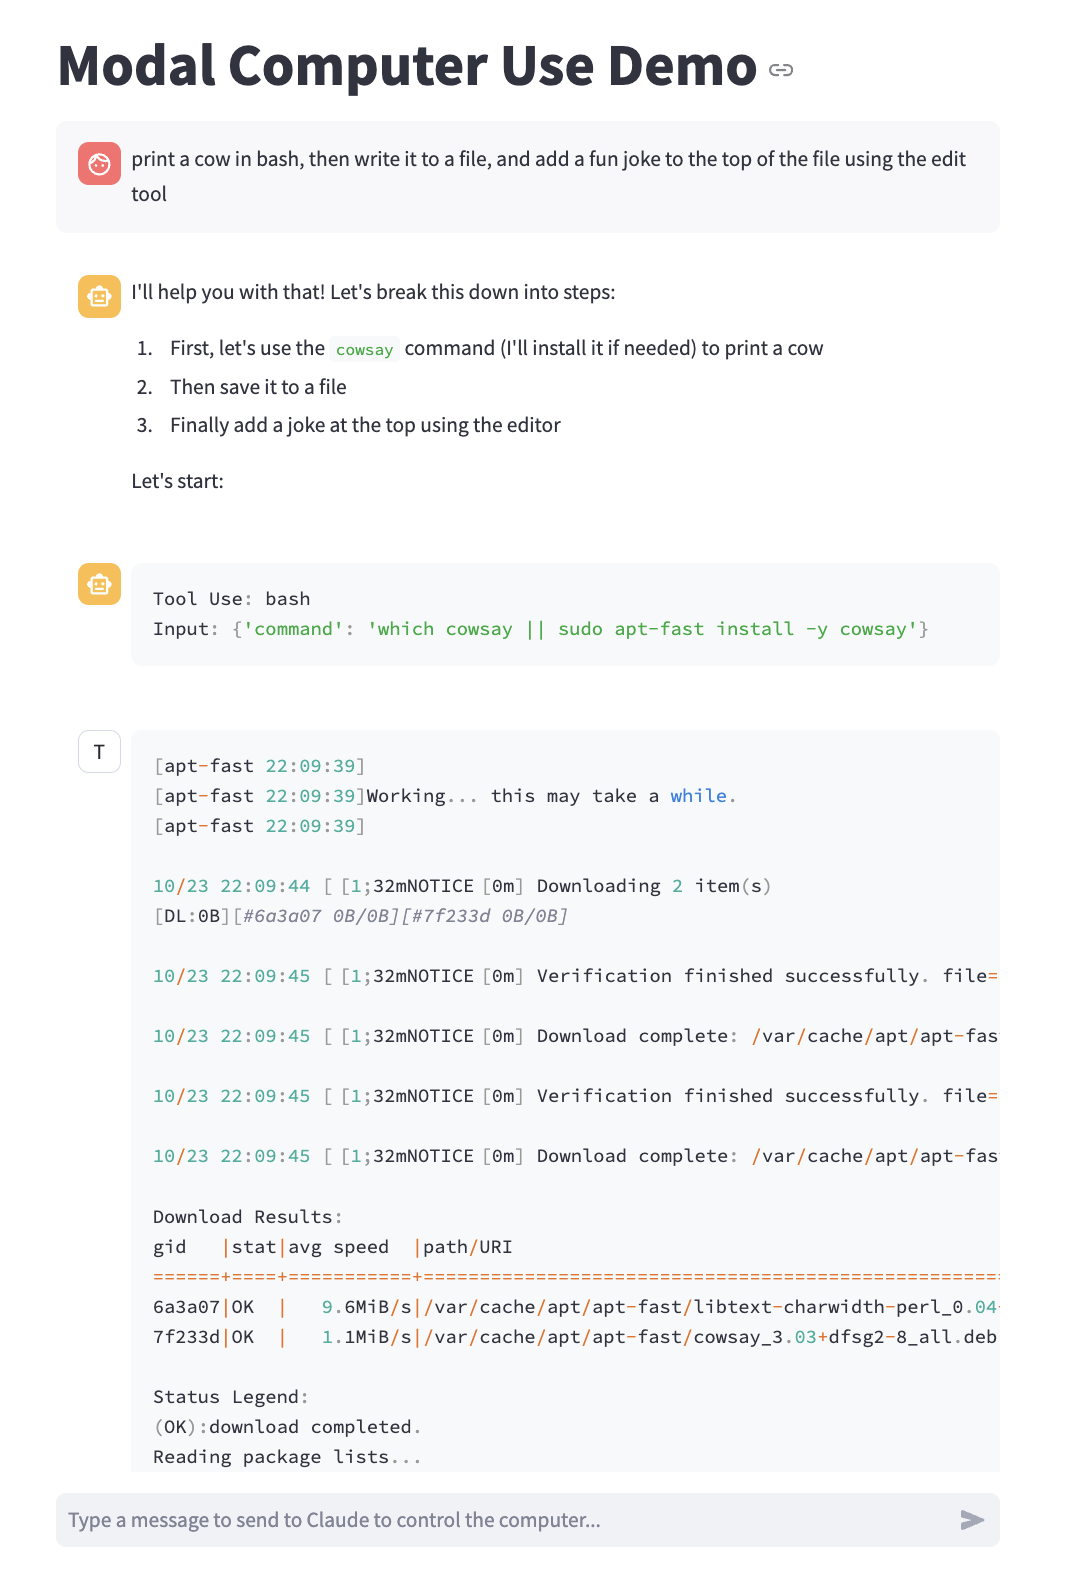 Modal Computer Use Demo
print a cow in bash, then write it to a file, and add a fun joke to the top of the file using the edit
tool
I'll help you with that! Let's break this down into steps:
1. First, let's use the cowsay command (I'll install it if needed) to print a cow
2. Then save it to a file
3. Finally add a joke at the top using the editor
Let's start:
Tool Use: bash
Input: {'command': 'which cowsay || sudo apt-fast install -y cowsay'}
T
[apt-fast 22:09:39]
[apt-fast 22:09:39]Working... this may take a while.
[apt-fast 22:09:39]
10/23 22:09:44 [ [1;32mNOTICE [0m] Downloading 2 item(s)
[DL:0B][#6a3a07 0B/0B][#7f233d 0B/0B]
10/23 22:09:45 [ [1;32mNOTICE [0m] Verification finished successfully. file=
10/23 22:09:45 [ [1;32mNOTICE [0m] Download complete: /var/cache/apt/apt-fas
10/23 22:09:45 [ [1;32mNOTICE [0m] Verification finished successfully. file=
10/23 22:09:45 [ [1;32mNOTICE [0m] Download complete: /var/cache/apt/apt-fas
Download Results:
gid   |stat|avg speed  |path/URI
======+====+===========+===================================================
6a3a07|OK  |   9.6MiB/s|/var/cache/apt/apt-fast/libtext-charwidth-perl_0.04-
7f233d|OK  |   1.1MiB/s|/var/cache/apt/apt-fast/cowsay_3.03+dfsg2-8_all.deb
Status Legend:
(OK):download completed.
Reading package lists...
Type a message to send to Claude to control the computer...